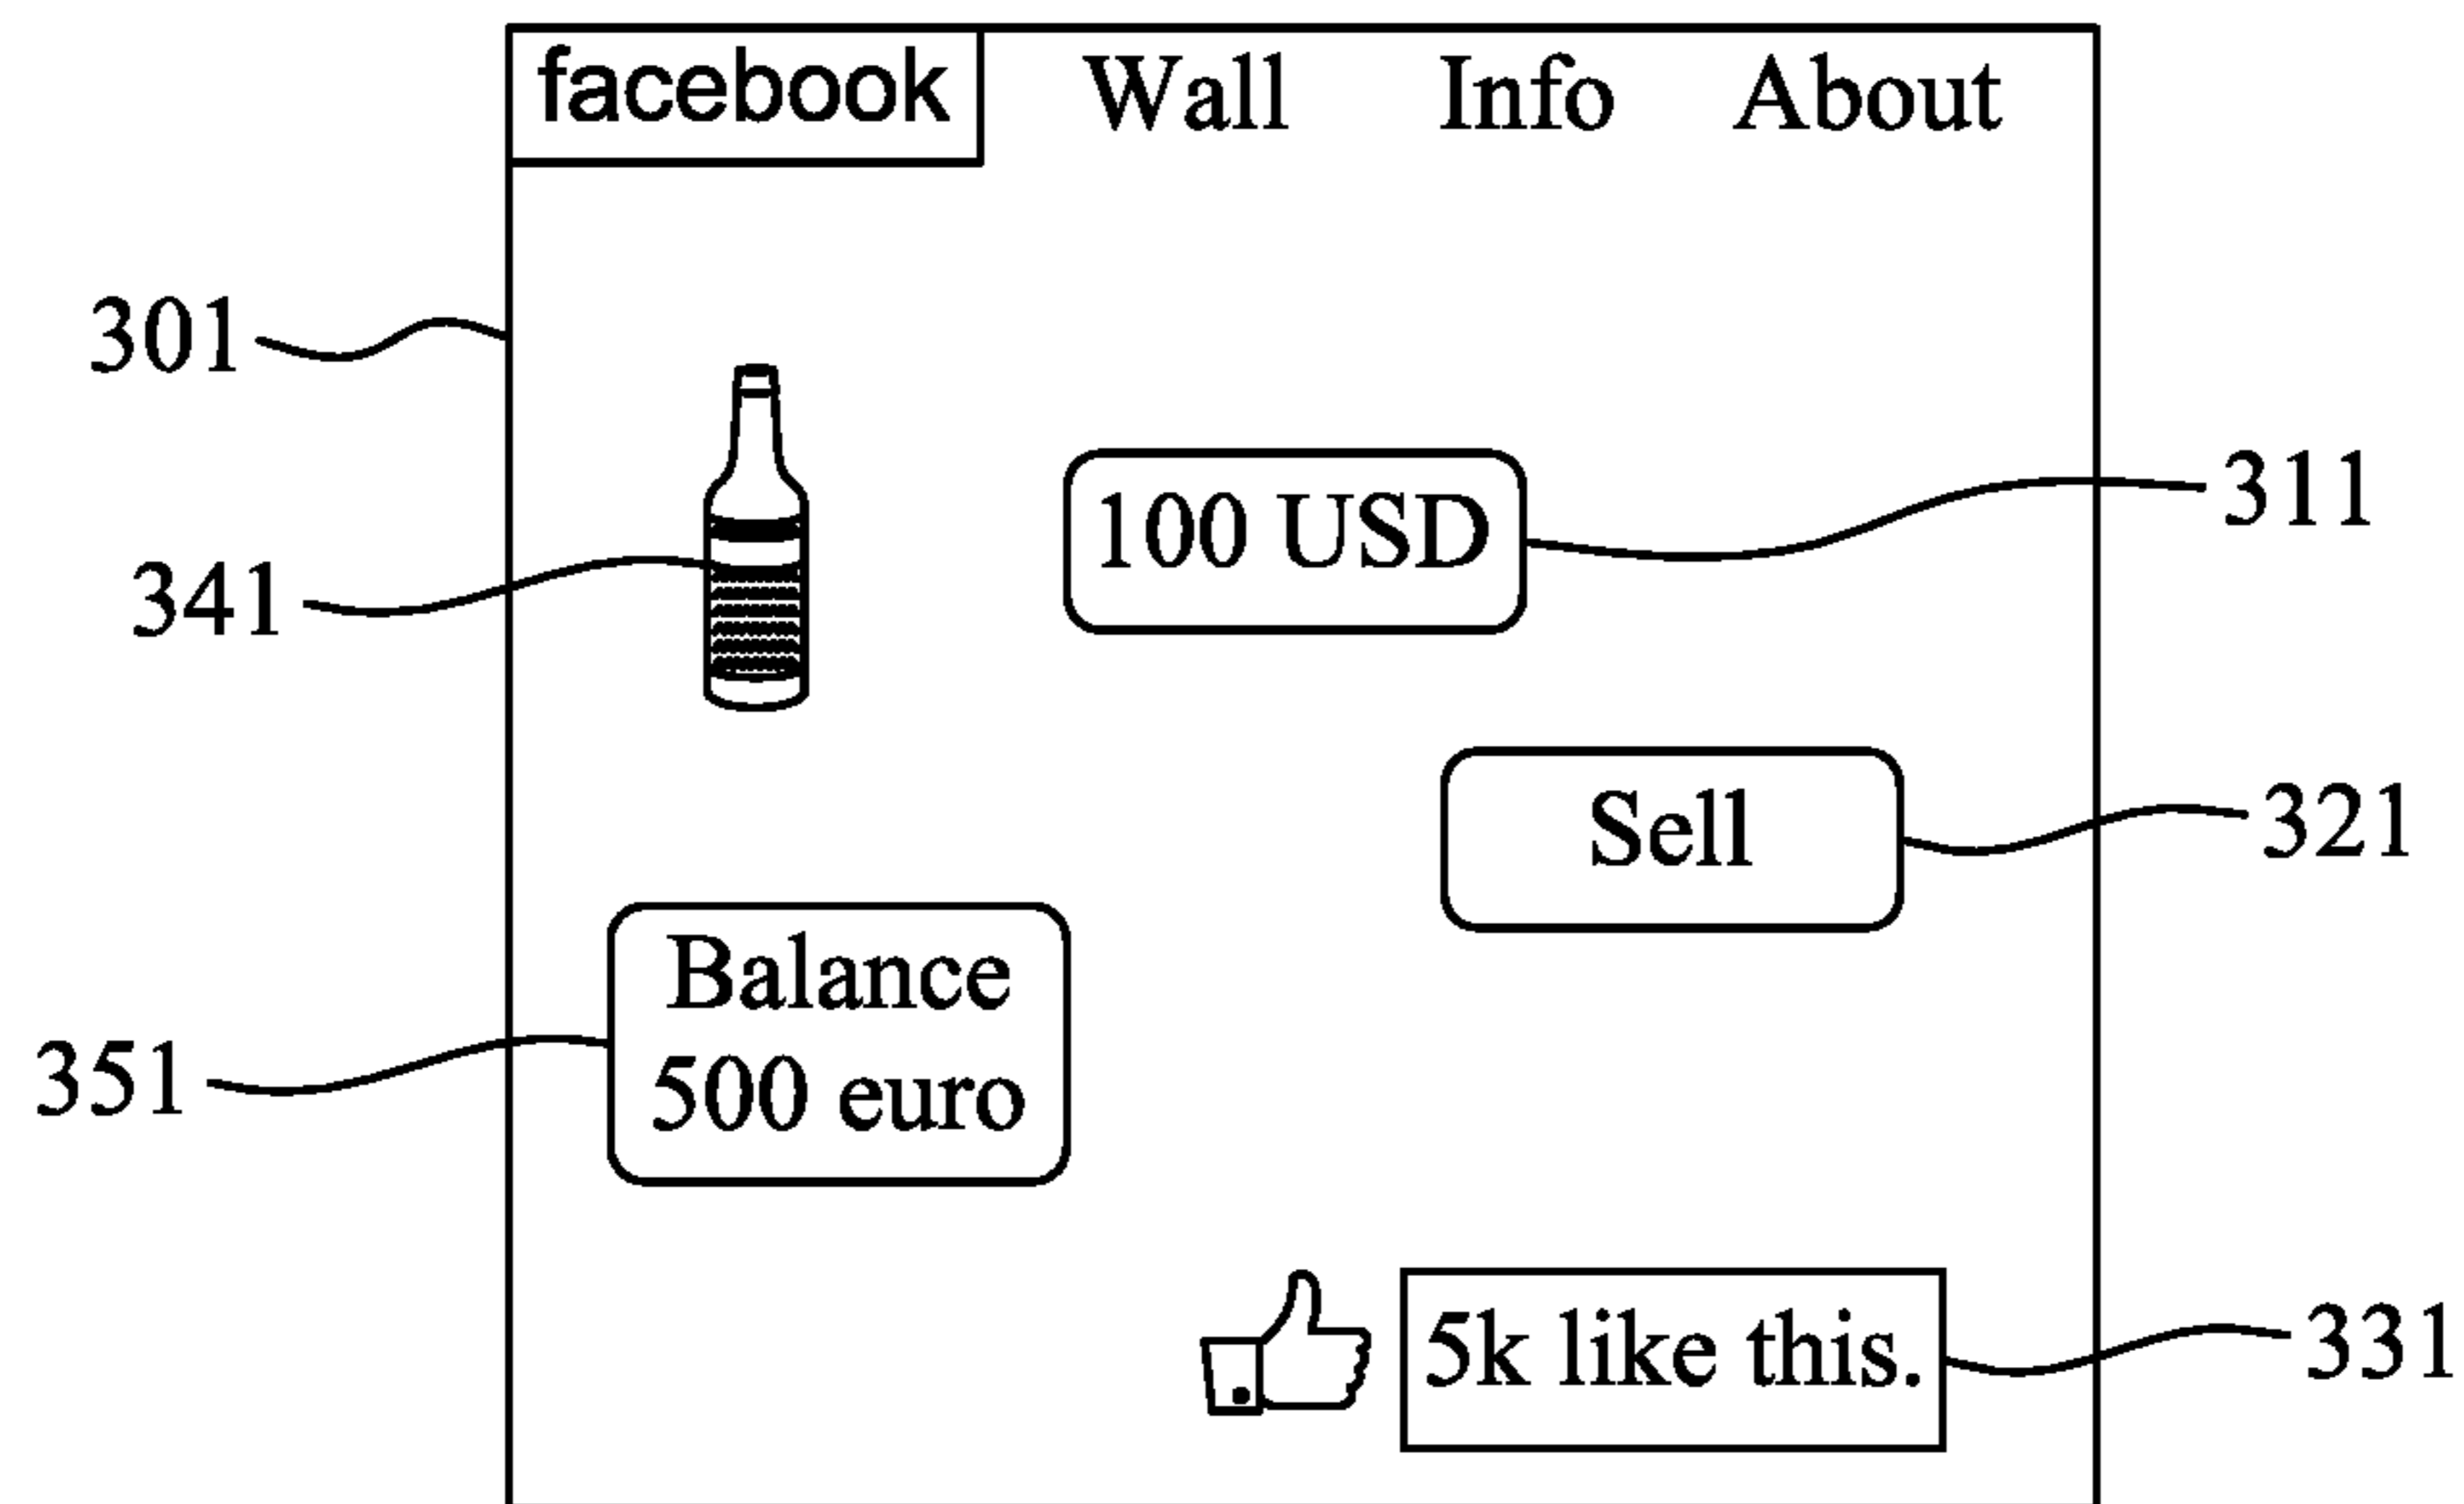 facebook Wall Info About
301
341
100 USD
311
Sell
321
Balance
500 euro
351
5k like this.
331